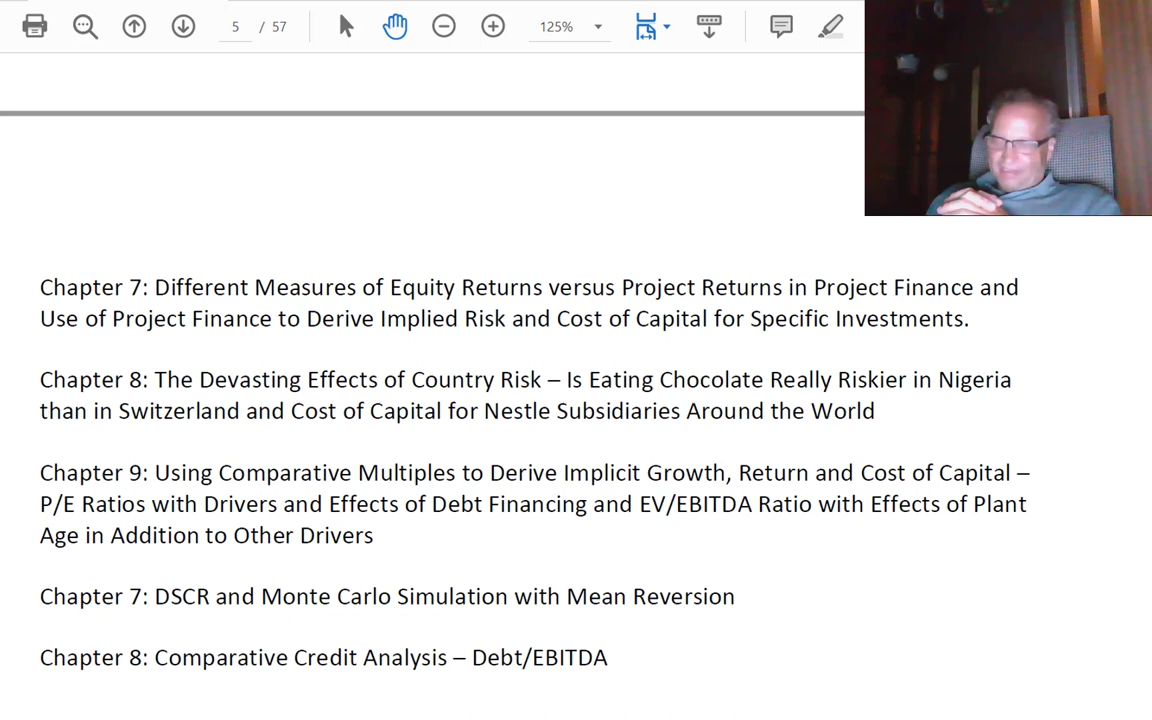 5 / 57
125%
Chapter 7: Different Measures of Equity Returns versus Project Returns in Project Finance and
Use of Project Finance to Derive Implied Risk and Cost of Capital for Specific Investments.
Chapter 8: The Devasting Effects of Country Risk – Is Eating Chocolate Really Riskier in Nigeria
than in Switzerland and Cost of Capital for Nestle Subsidiaries Around the World
Chapter 9: Using Comparative Multiples to Derive Implicit Growth, Return and Cost of Capital –
P/E Ratios with Drivers and Effects of Debt Financing and EV/EBITDA Ratio with Effects of Plant
Age in Addition to Other Drivers
Chapter 7: DSCR and Monte Carlo Simulation with Mean Reversion
Chapter 8: Comparative Credit Analysis – Debt/EBITDA